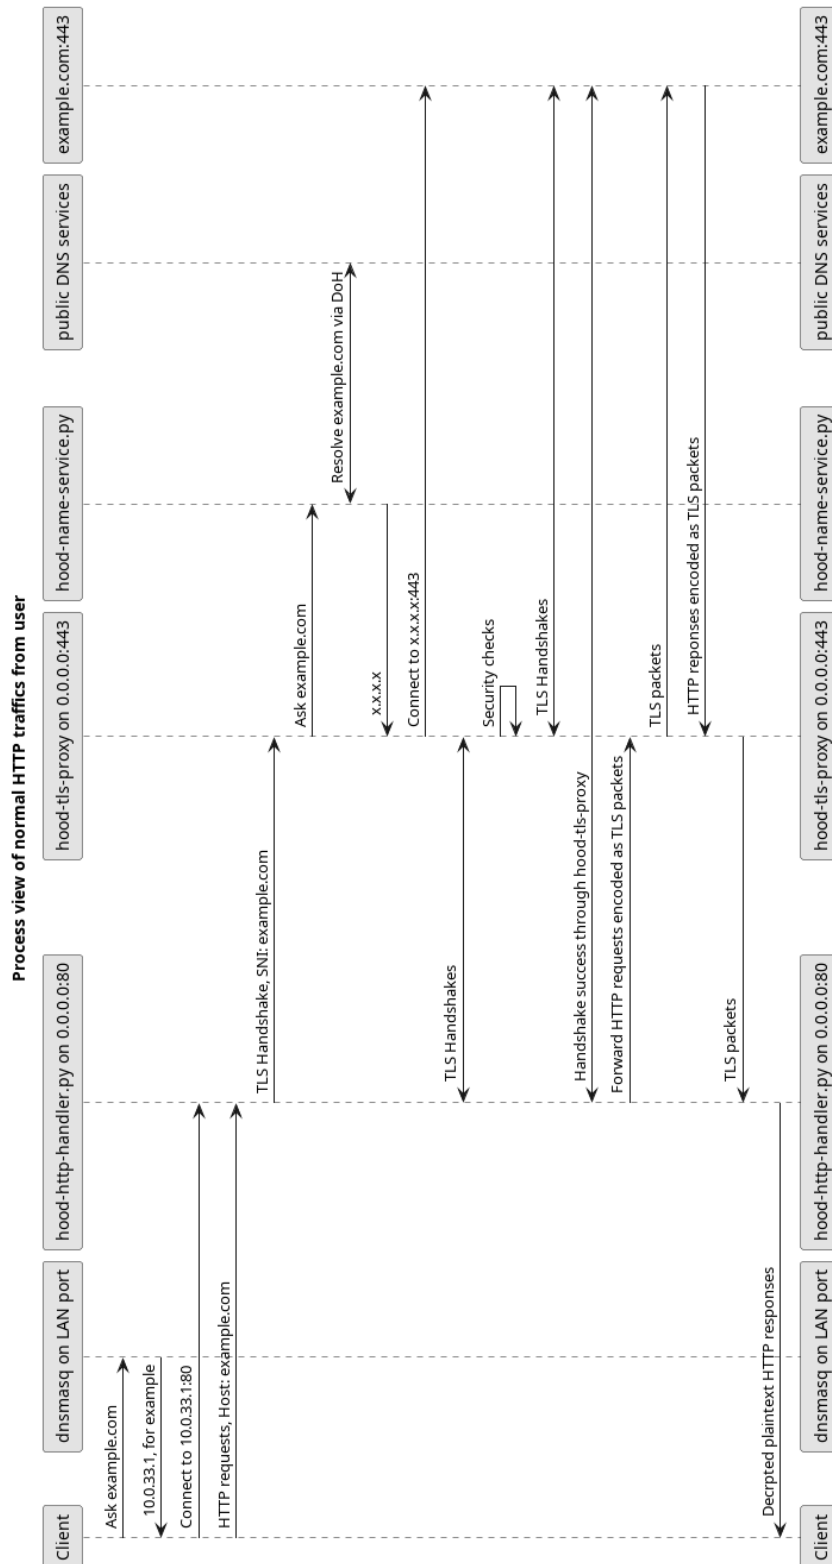 Process view of normal HTTP traffics from user
Client
dnsmasq on LAN port
hood-http-handler.py on 0.0.0.0:80
hood-tls-proxy on 0.0.0.0:443
hood-name-service.py
public DNS services
example.com:443
Ask example.com
10.0.33.1, for example
Connect to 10.0.33.1:80
HTTP requests, Host: example.com
TLS Handshake, SNI: example.com
Ask example.com
Resolve example.com via DoH
x.x.x.x
Connect to x.x.x.x:443
TLS Handshakes
Security checks
TLS Handshakes
Handshake success through hood-tls-proxy
Forward HTTP requests encoded as TLS packets
TLS packets
HTTP reponses encoded as TLS packets
TLS packets
Decrpted plaintext HTTP responses
Client
dnsmasq on LAN port
hood-http-handler.py on 0.0.0.0:80
hood-tls-proxy on 0.0.0.0:443
hood-name-service.py
public DNS services
example.com:443